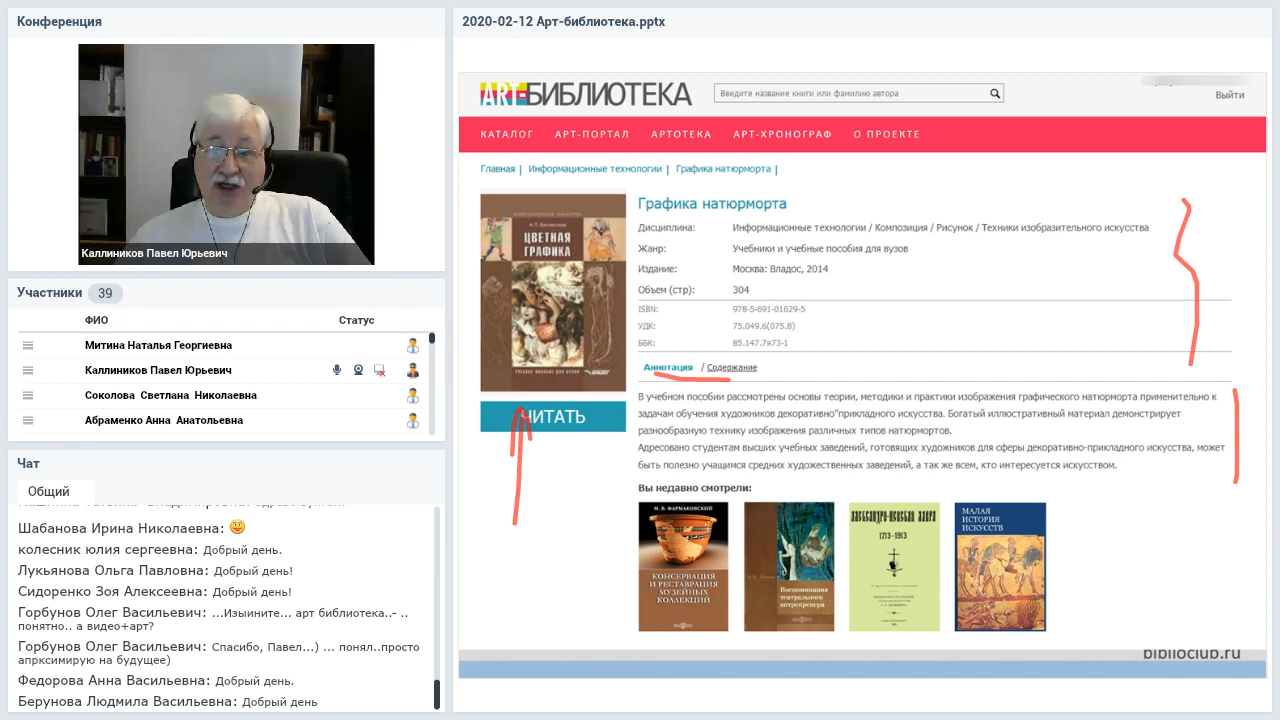 Конференция
Каллиников Павел Юрьевич
Участники 39
ФИО Статус
Митина Наталья Георгиевна
Каллиников Павел Юрьевич
Соколова Светлана Николаевна
Абраменко Анна Анатольевна
Чат
Общий
Шабанова Ирина Николаевна:
колесник юлия сергеевна: Добрый день.
Лукьянова Ольга Павловна: Добрый день!
Сидоренко Зоя Алексеевна: Добрый день!
Горбунов Олег Васильевич: ...Изыините... арт библиотека..- ..
понятно.. а видео+арт?
Горбунов Олег Васильевич: Спасибо, Павел...) ... понял..просто
апрксимирую на будущее)
Федорова Анна Васильевна: Добрый день.
Берунова Людмила Васильевна: Добрый день
2020-02-12 Арт-библиотека.pptx
ART-БИБЛИОТЕКА
Введите название книги или фамилию автора
Выйти
КАТАЛОГ АРТ-ПОРТАЛ АРТОТЕКА АРТ-ХРОНОГРАФ О ПРОЕКТЕ
Главная | Информационные технологии | Графика натюрморта |
ЦВЕТНАЯ
ГРАФИКА
ЧИТАТЬ
Графика натюрморта
Дисциплина: Информационные технологии / Композиция / Рисунок / Техники изобразительного искусства
Жанр: Учебники и учебные пособия для вузов
Издание: Москва: Владос, 2014
Объем (стр): 304
ISBN: 978-5-691-01629-5
УДК: 75.049.6(075.8)
ББК: 85.147.7я73-1
Аннотация / Содержание
В учебном пособии рассмотрены основы теории, методики и практики изображения графического натюрморта применительно к
задачам обучения художников декоративно"прикладного искусства. Богатый иллюстративный материал демонстрирует
разнообразную технику изображения различных типов натюрмортов.
Адресовано студентам высших учебных заведений, готовящих художников для сферы декоративно-прикладного искусства, может
быть полезно учащимся средних художественных заведений, а так же всем, кто интересуется искусством.
Вы недавно смотрели:
М. В. ФАРМАКОВСКИЙ
КОНСЕРВАЦИЯ
И РЕСТАВРАЦИЯ
МУЗЕЙНЫХ
КОЛЛЕКЦИЙ
Воспоминания
театрального
антрепренера
АЛЕКСАНДРО-НЕВСКАЯ ЛАВРА
1713-1913
МАЛАЯ
ИСТОРИЯ
ИСКУССТВ
biblioclub.ru